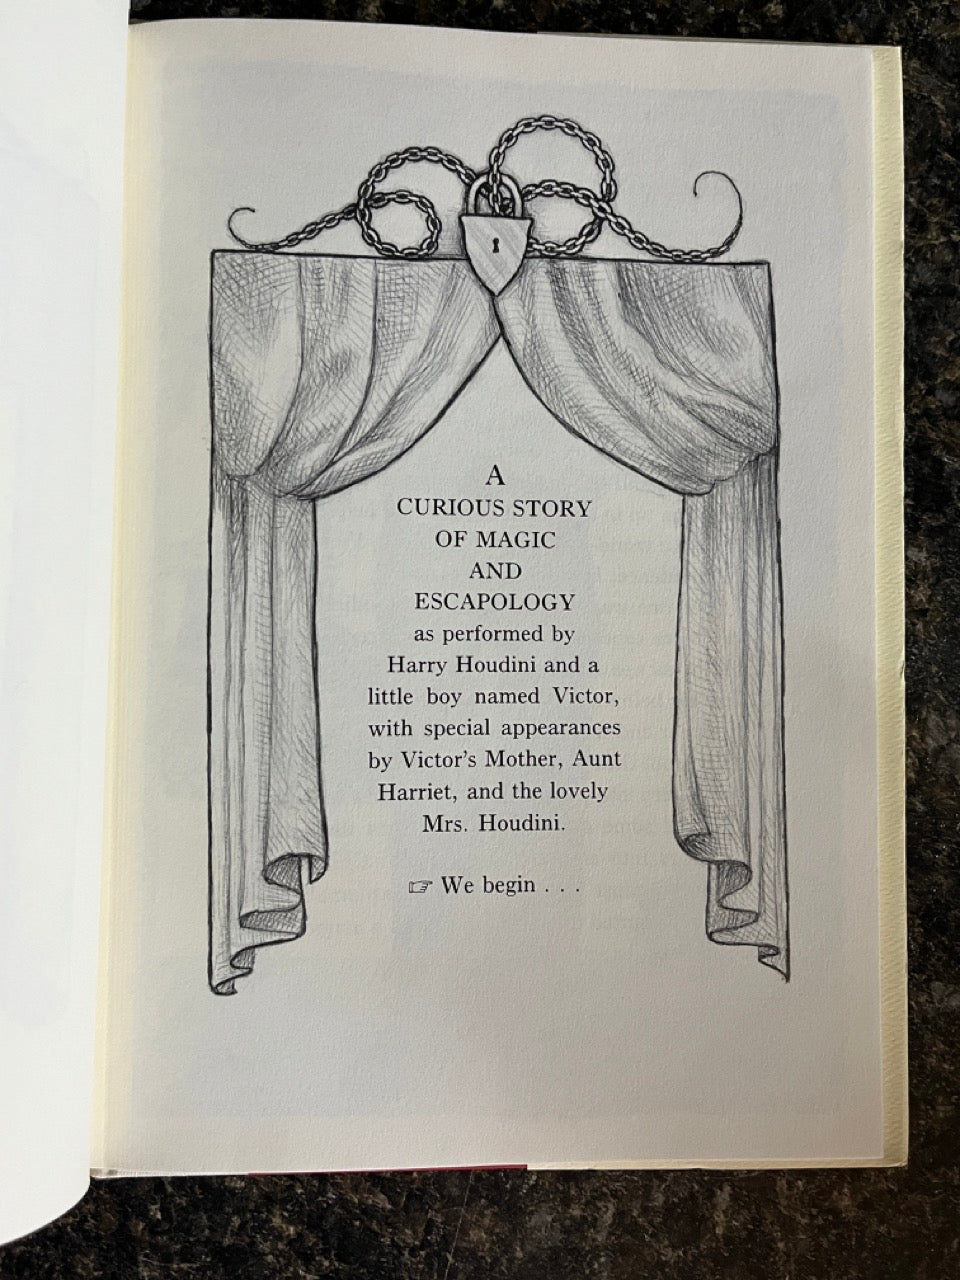 A
CURIOUS STORY
OF MAGIC
AND
ESCAPOLOGY
as performed by
Harry Houdini and a
little boy named Victor,
with special appearances
by Victor's Mother, Aunt
Harriet, and the lovely
Mrs. Houdini.
☞ We begin . . .